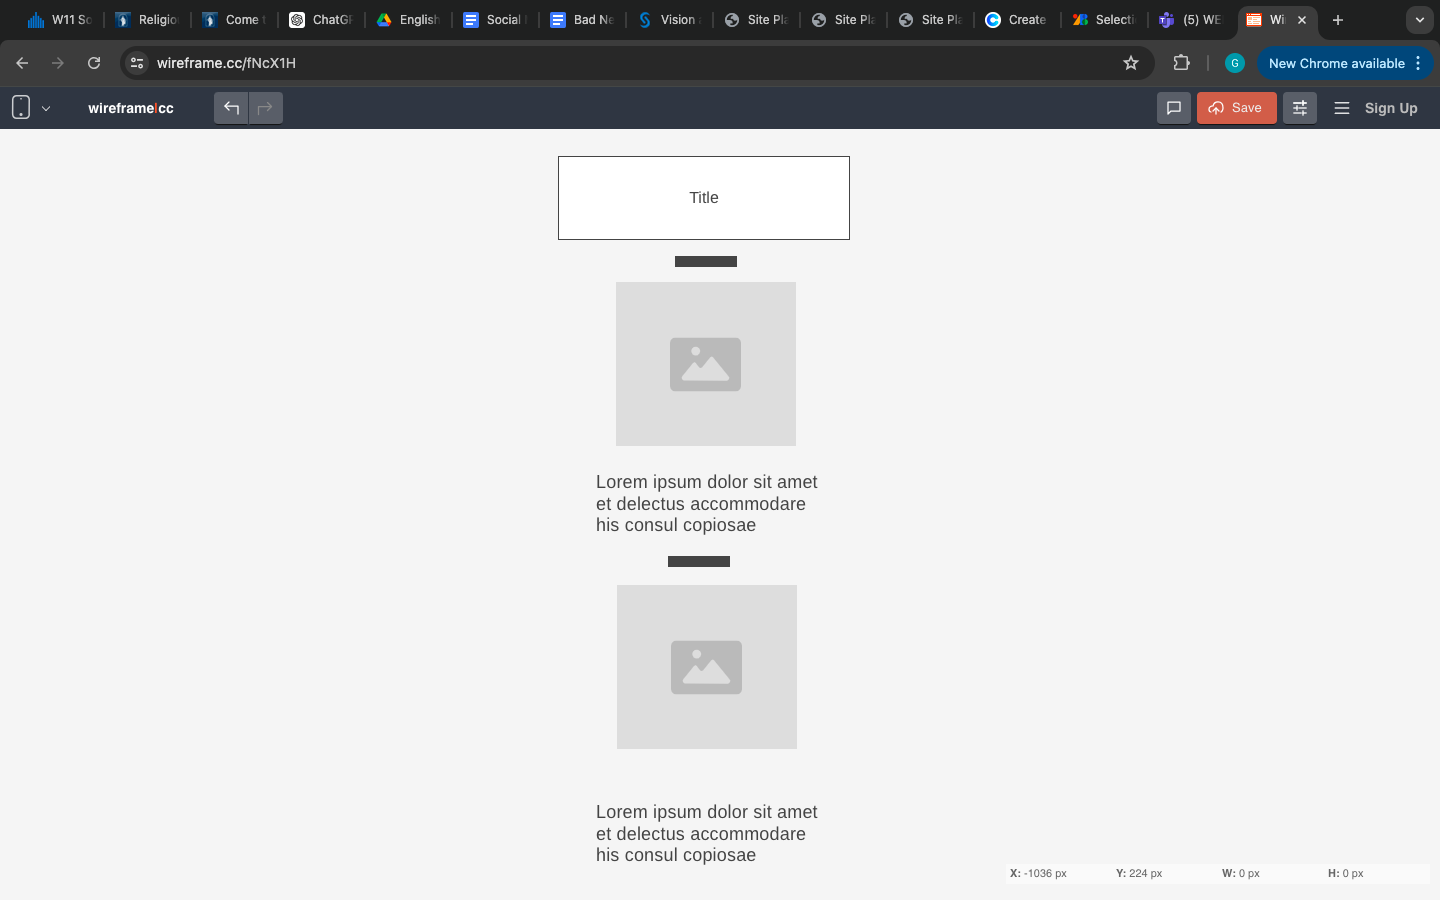 W11 Sc
Religio
Come t
ChatGP
English
Social
Bad Ne
Vision
Site Pla
Site Pla
Site Pla
Create
Selecti
(5) WE
Wi
wireframe.cc/fNcX1H
G
New Chrome available
wireframe|cc
Save
Sign Up
Title
Lorem ipsum dolor sit amet
et delectus accommodare
his consul copiosae
Lorem ipsum dolor sit amet
et delectus accommodare
his consul copiosae
X: -1036 px Y: 224 px W: 0 px H: 0 px